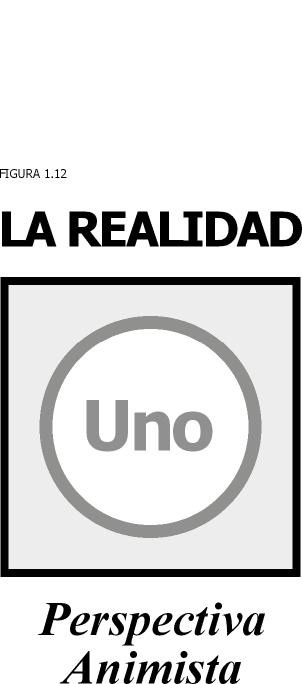 FIGURA 1.12
LA REALIDAD
Uno
Perspectiva
Animista